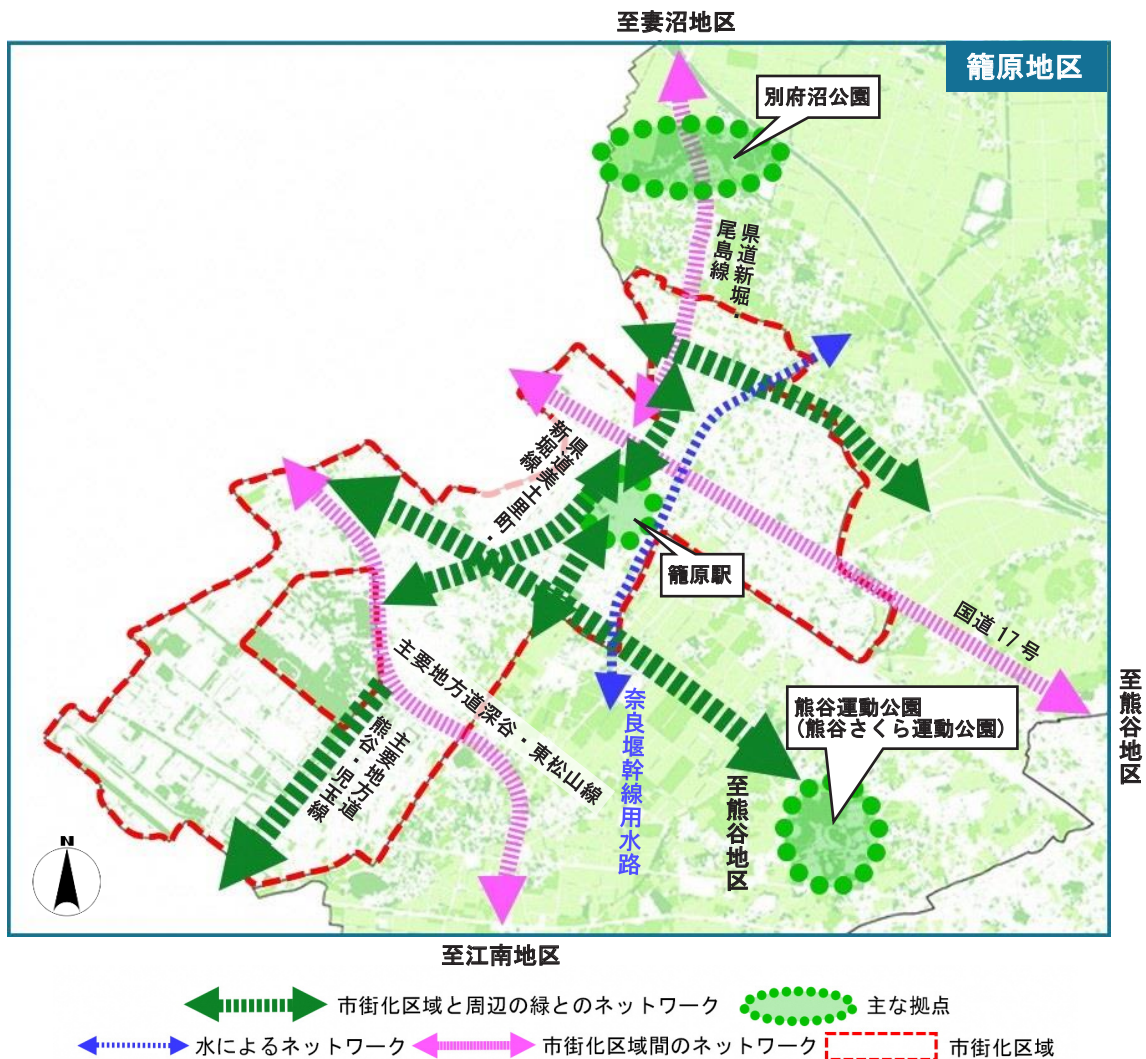 至妻沼地区
籠原地区
別府沼公園
県道新堀・
尾島線
県道美土里町・
新堀線
籠原駅
国道17号
主要地方道深谷・東松山線
主要地方道
熊谷・児玉線
奈良堰幹線用水路
熊谷運動公園
(熊谷さくら運動公園)
至熊谷地区
至熊谷地区
N
至江南地区
市街化区域と周辺の緑とのネットワーク
主な拠点
水によるネットワーク
市街化区域間のネットワーク
市街化区域